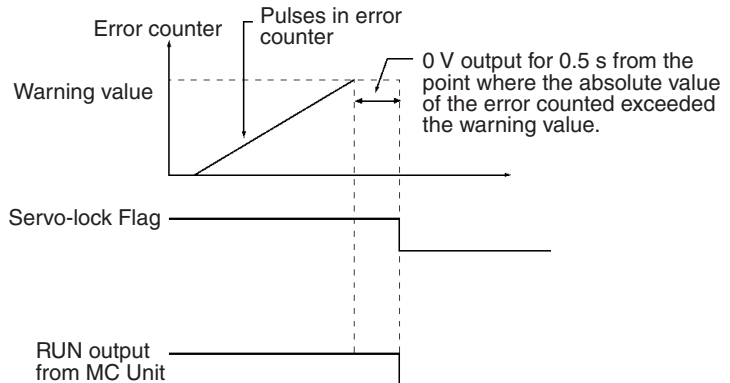 Error counter
Pulses in error
counter
0 V output for 0.5 s from the
point where the absolute value
of the error counted exceeded
the warning value.
Warning value
Servo-lock Flag
RUN output
from MC Unit